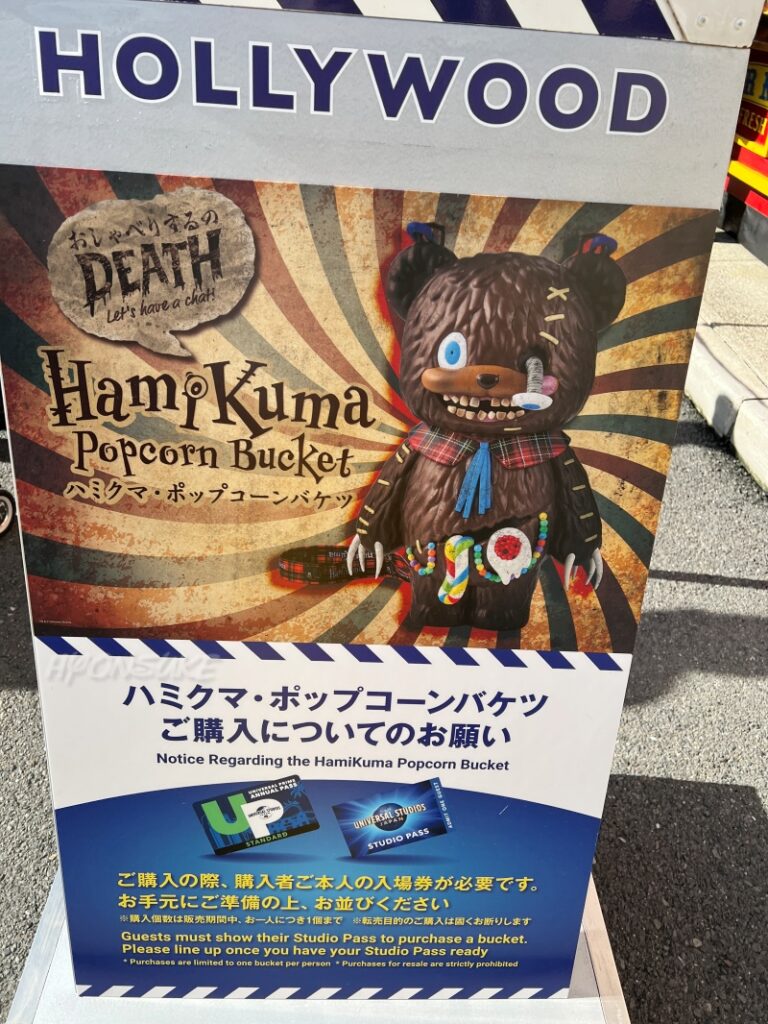 HOLLYWOOD
おしゃべりするの
DEATH
Let's have a chat!
HamiKuma
Popcorn Bucket
ハミクマ・ポップコーンバケツ
HPONSUKE
ハミクマ・ポップコーンバケツ
ご購入についてのお願い
Notice Regarding the HamiKuma Popcorn Bucket
UNIVERSAL PRIME
ANNUAL PASS
UP
STANDARD
UNIVERSAL STUDIOS
JAPAN
STUDIO PASS
ADMIT ONE GUEST
ご購入の際、購入者ご本人の入場券が必要です。
お手元にご準備の上、お並びください
※購入個数は販売期間中、お一人につき1個まで ※転売目的のご購入は固くお断りします
Guests must show their Studio Pass to purchase a bucket.
Please line up once you have your Studio Pass ready
* Purchases are limited to one bucket per person * Purchases for resale are strictly prohibited